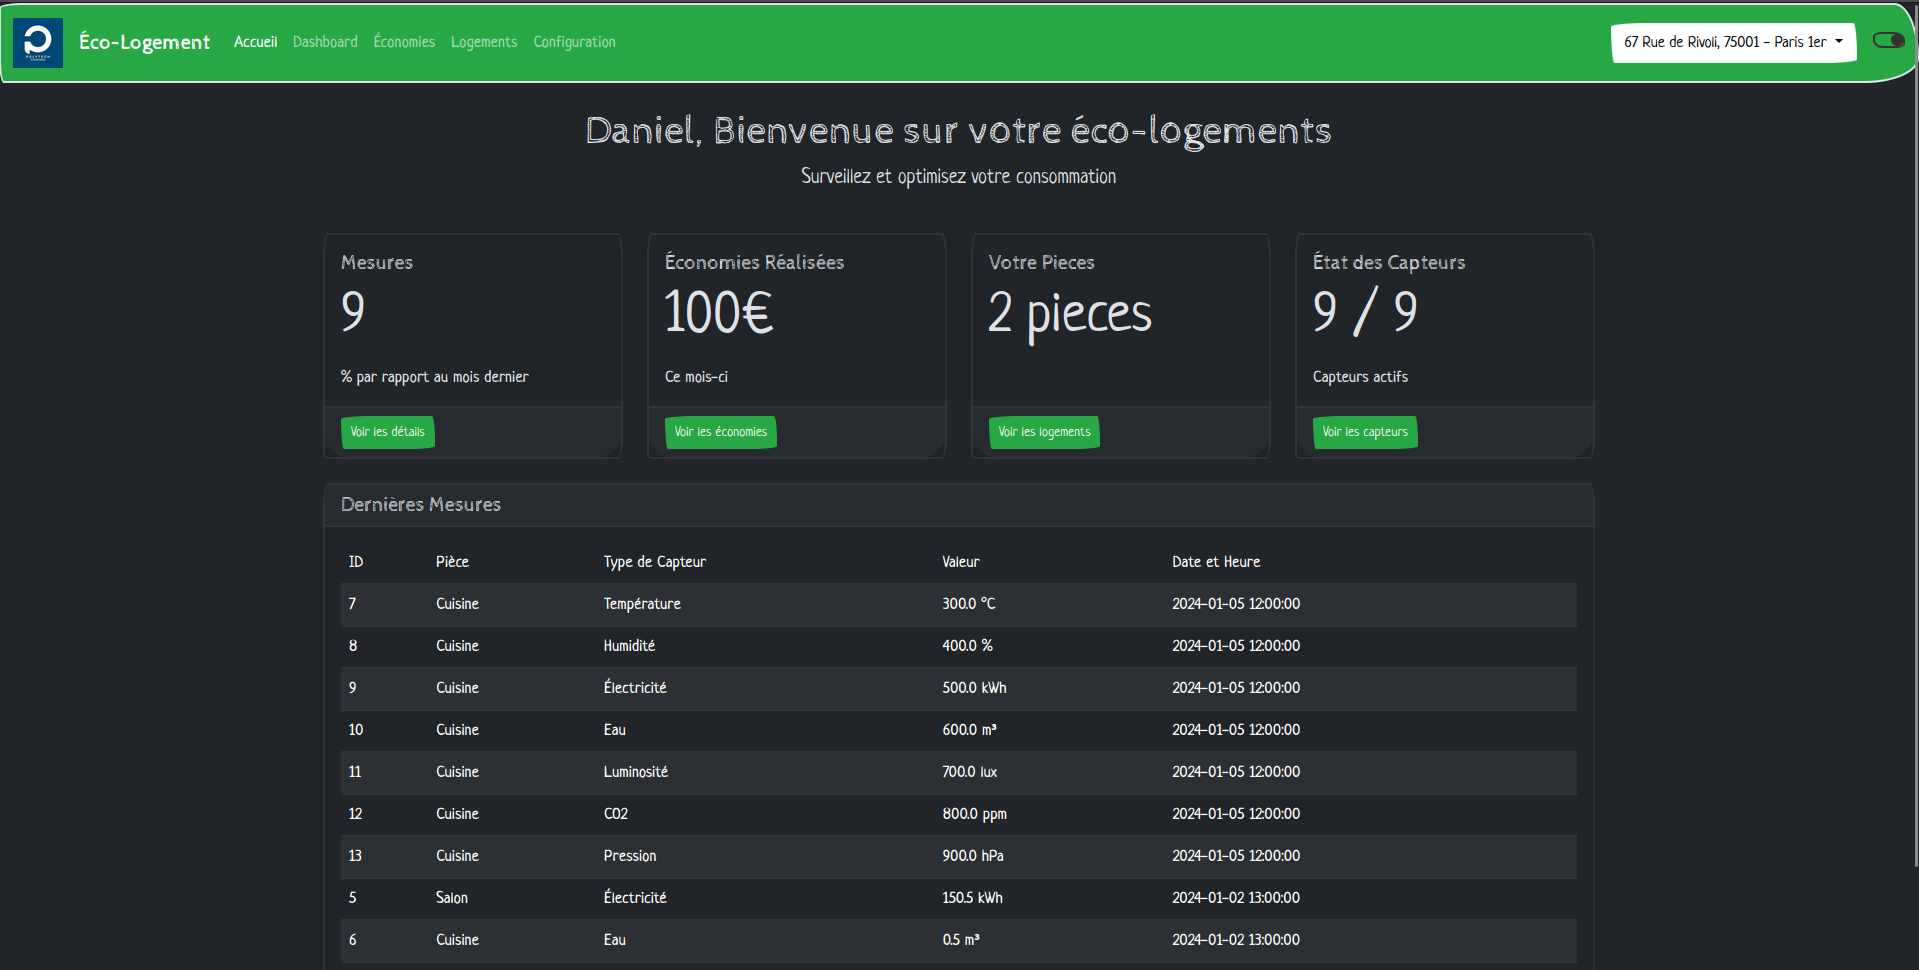 POLYTECH
Éco-Logement Accueil Dashboard Économies Logements Configuration 67 Rue de Rivoli, 75001 - Paris 1er
Daniel, Bienvenue sur votre éco-logements
Surveillez et optimisez votre consommation
Mesures
9
% par rapport au mois dernier
Voir les détails
Économies Réalisées
100€
Ce mois-ci
Voir les économies
Votre Pieces
2 pieces
Voir les logements
État des Capteurs
9 / 9
Capteurs actifs
Voir les capteurs
Dernières Mesures
ID Pièce Type de Capteur Valeur Date et Heure
7 Cuisine Température 300.0 °C 2024-01-05 12:00:00
8 Cuisine Humidité 400.0 % 2024-01-05 12:00:00
9 Cuisine Électricité 500.0 kWh 2024-01-05 12:00:00
10 Cuisine Eau 600.0 m³ 2024-01-05 12:00:00
11 Cuisine Luminosité 700.0 lux 2024-01-05 12:00:00
12 Cuisine CO2 800.0 ppm 2024-01-05 12:00:00
13 Cuisine Pression 900.0 hPa 2024-01-05 12:00:00
5 Salon Électricité 150.5 kWh 2024-01-02 13:00:00
6 Cuisine Eau 0.5 m³ 2024-01-02 13:00:00